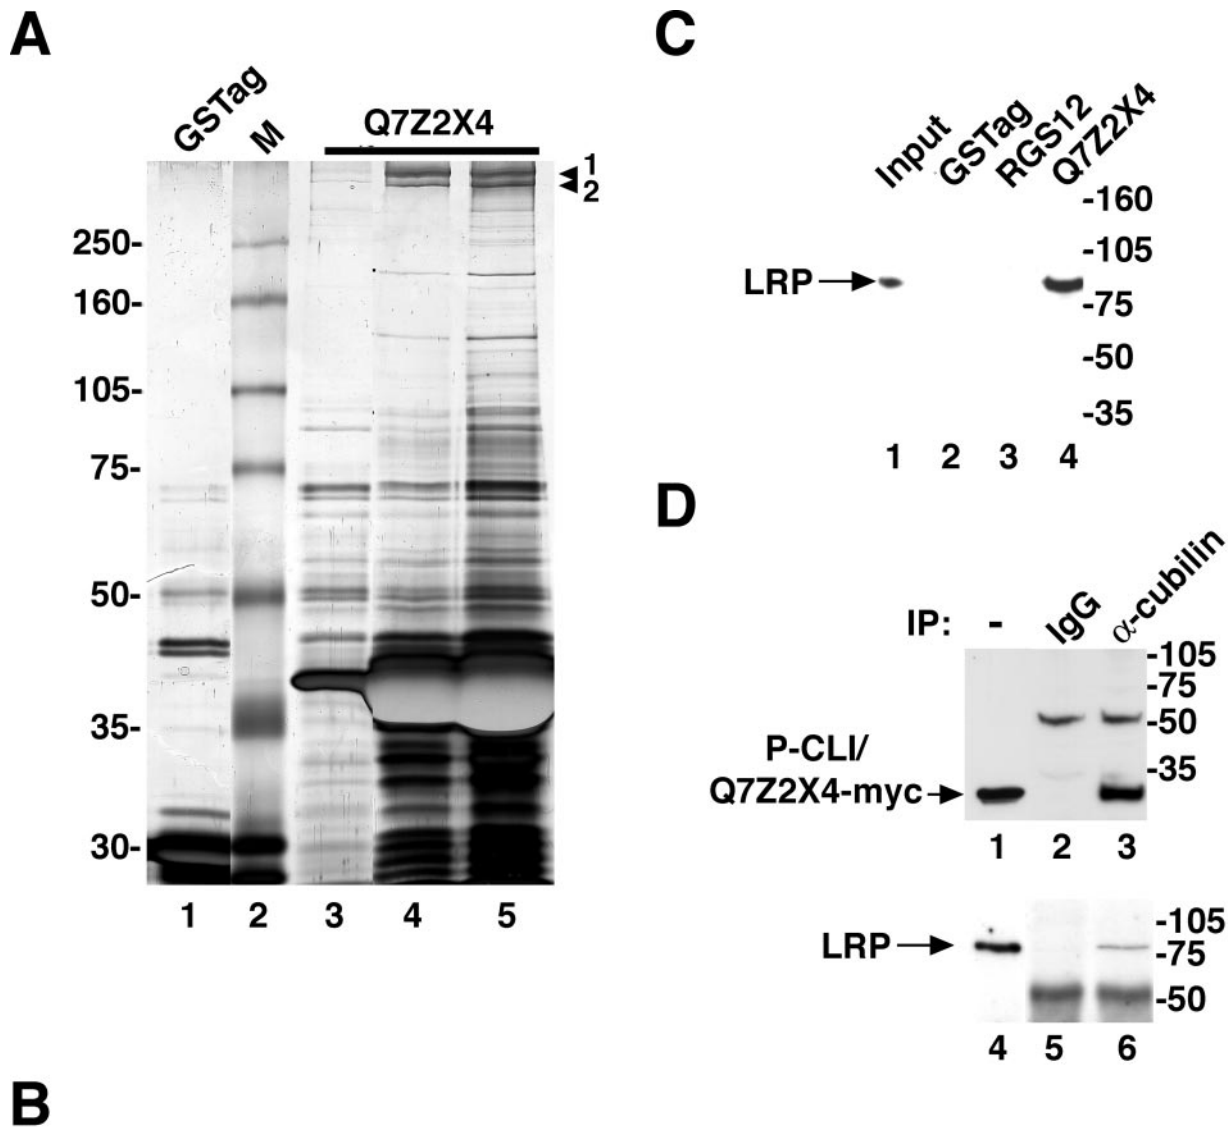 A
GSTag
M
Q7Z2X4
1
2
250-
160-
105-
75-
50-
35-
30-
1 2 3 4 5
B
C
Input
GSTag
RGS12
Q7Z2X4
-160
-105
LRP
-75
-50
-35
1 2 3 4
D
IP: - IgG α-cubilin
-105
-75
-50
-35
P-CLI/
Q7Z2X4-myc
1 2 3
-105
LRP
-75
-50
4 5 6